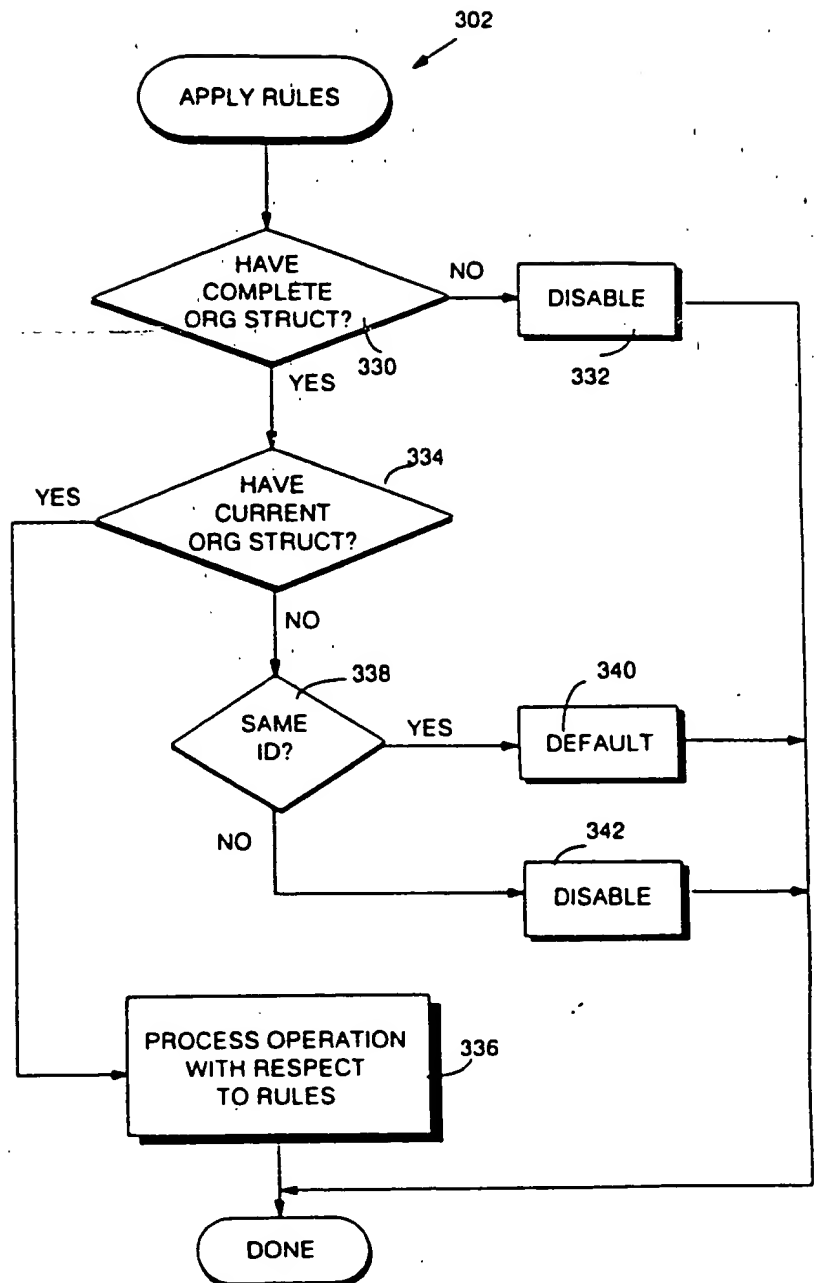 302
APPLY RULES
HAVE
COMPLETE
ORG STRUCT?
330
NO
DISABLE
332
YES
334
HAVE
CURRENT
ORG STRUCT?
YES
NO
338
SAME
ID?
YES
340
DEFAULT
NO
342
DISABLE
PROCESS OPERATION
WITH RESPECT
TO RULES
336
DONE